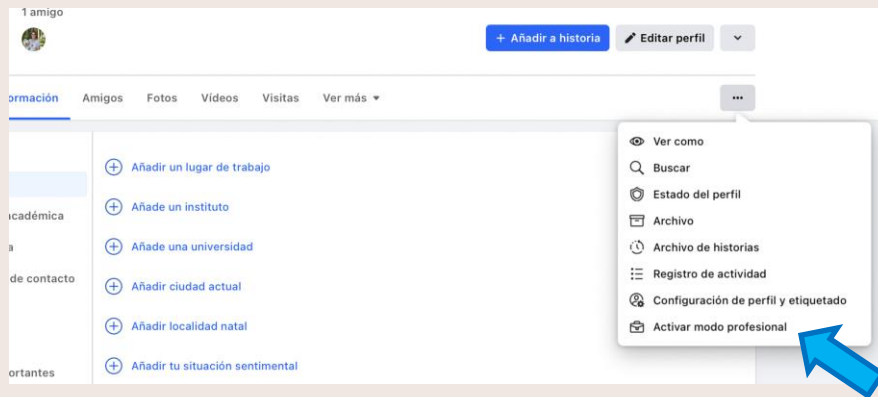 1 amigo
+ Añadir a historia
Editar perfil
ormación Amigos Fotos Vídeos Visitas Ver más
Ver como
Buscar
Estado del perfil
Archivo
Archivo de historias
Registro de actividad
Configuración de perfil y etiquetado
Activar modo profesional
académica
a
de contacto
ortantes
Añadir un lugar de trabajo
Añade un instituto
Añade una universidad
Añadir ciudad actual
Añadir localidad natal
Añadir tu situación sentimental